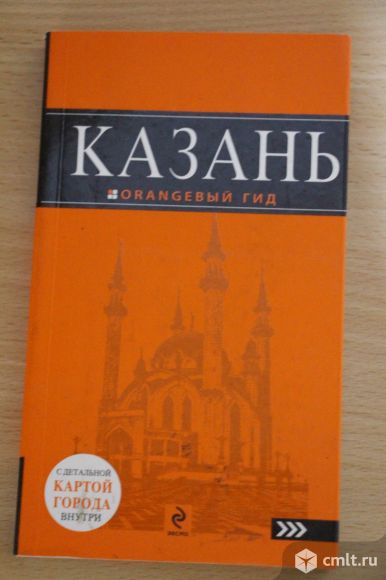 КАЗАНЬ
ORANGEВЫЙ ГИД
С ДЕТАЛЬНОЙ
КАРТОЙ
ГОРОДА
ВНУТРИ
ЭКСМО
cmlt.ru